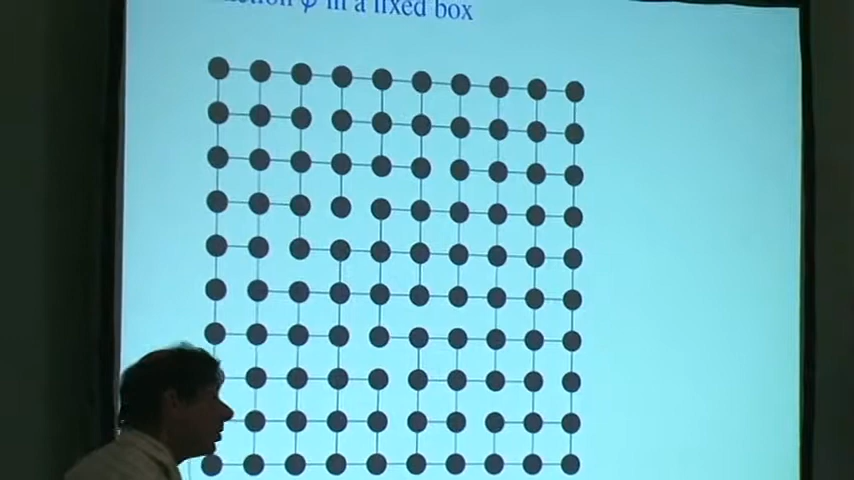 φ in a fixed box